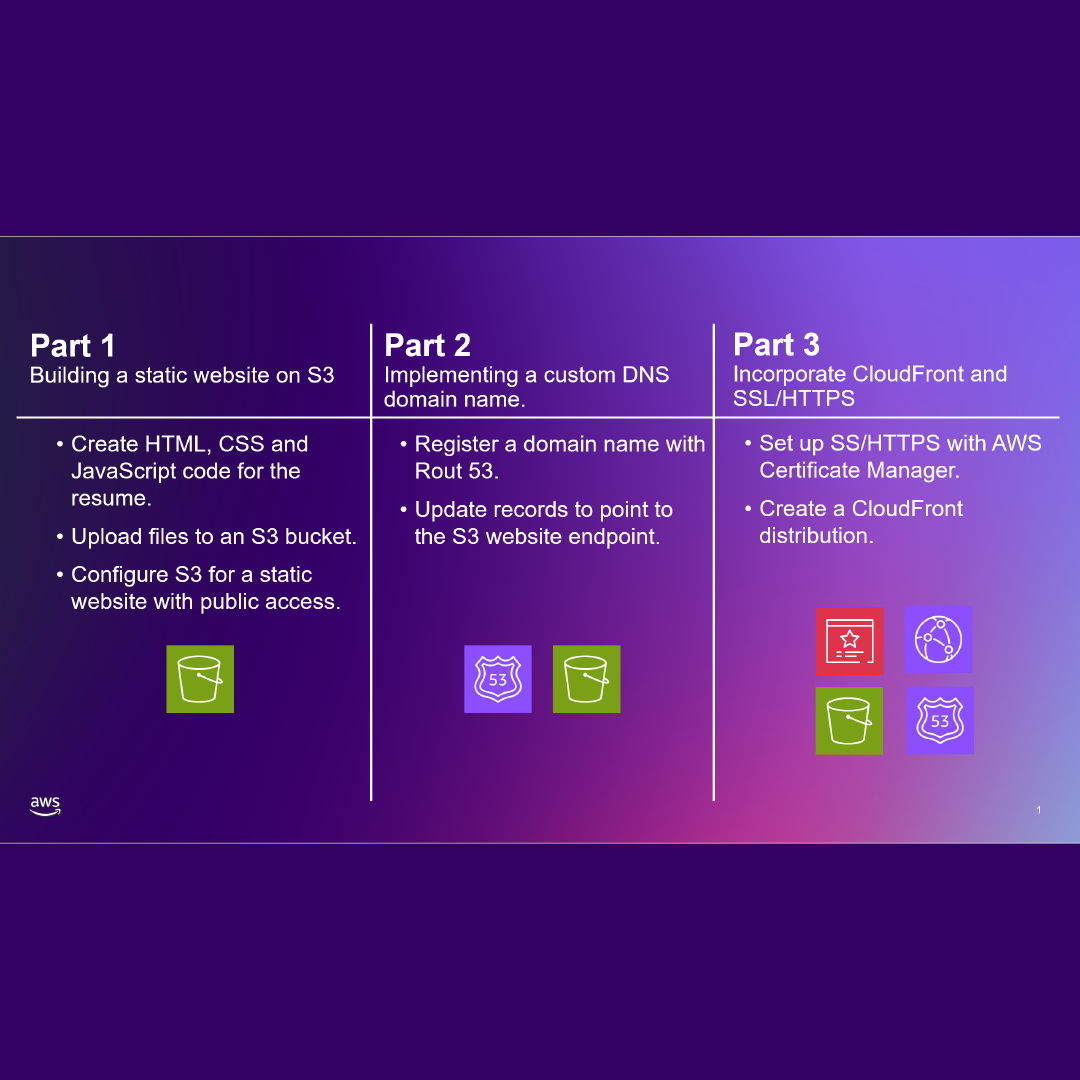 Part 1
Building a static website on S3
• Create HTML, CSS and
JavaScript code for the
resume.
• Upload files to an S3 bucket.
• Configure S3 for a static
website with public access.
Part 2
Implementing a custom DNS
domain name.
• Register a domain name with
Rout 53.
• Update records to point to
the S3 website endpoint.
53
Part 3
Incorporate CloudFront and
SSL/HTTPS
• Set up SS/HTTPS with AWS
Certificate Manager.
• Create a CloudFront
distribution.
53
aws
1